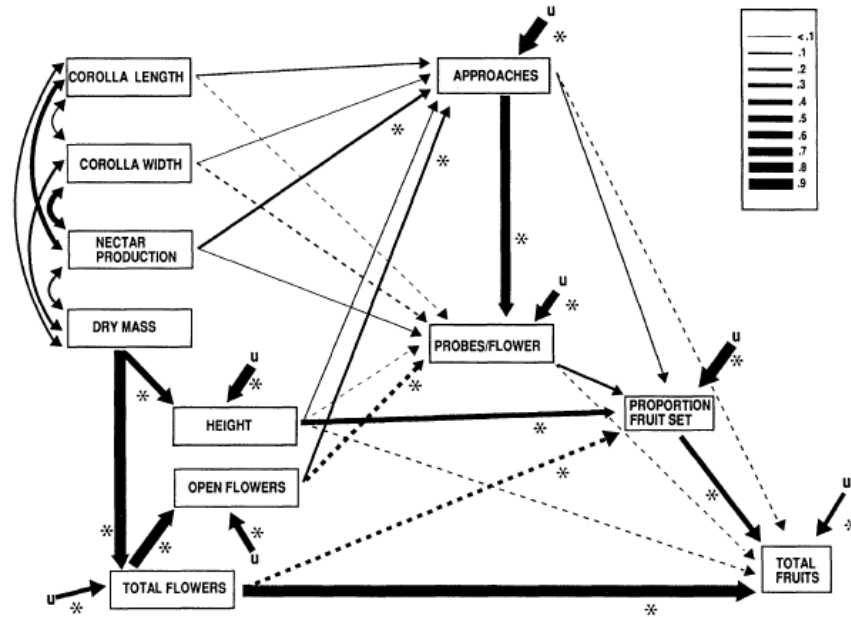 u
*
< .1
.1
.2
.3
.4
.5
.6
.7
.8
.9
COROLLA LENGTH
APPROACHES
*
*
COROLLA WIDTH
NECTAR
PRODUCTION
*
u
*
DRY MASS
PROBES/FLOWER
u
*
u
*
*
*
PROPORTION
FRUIT SET
HEIGHT
*
*
OPEN FLOWERS
*
u
*
*
*
u
*
u
*
TOTAL FLOWERS
TOTAL
FRUITS
*